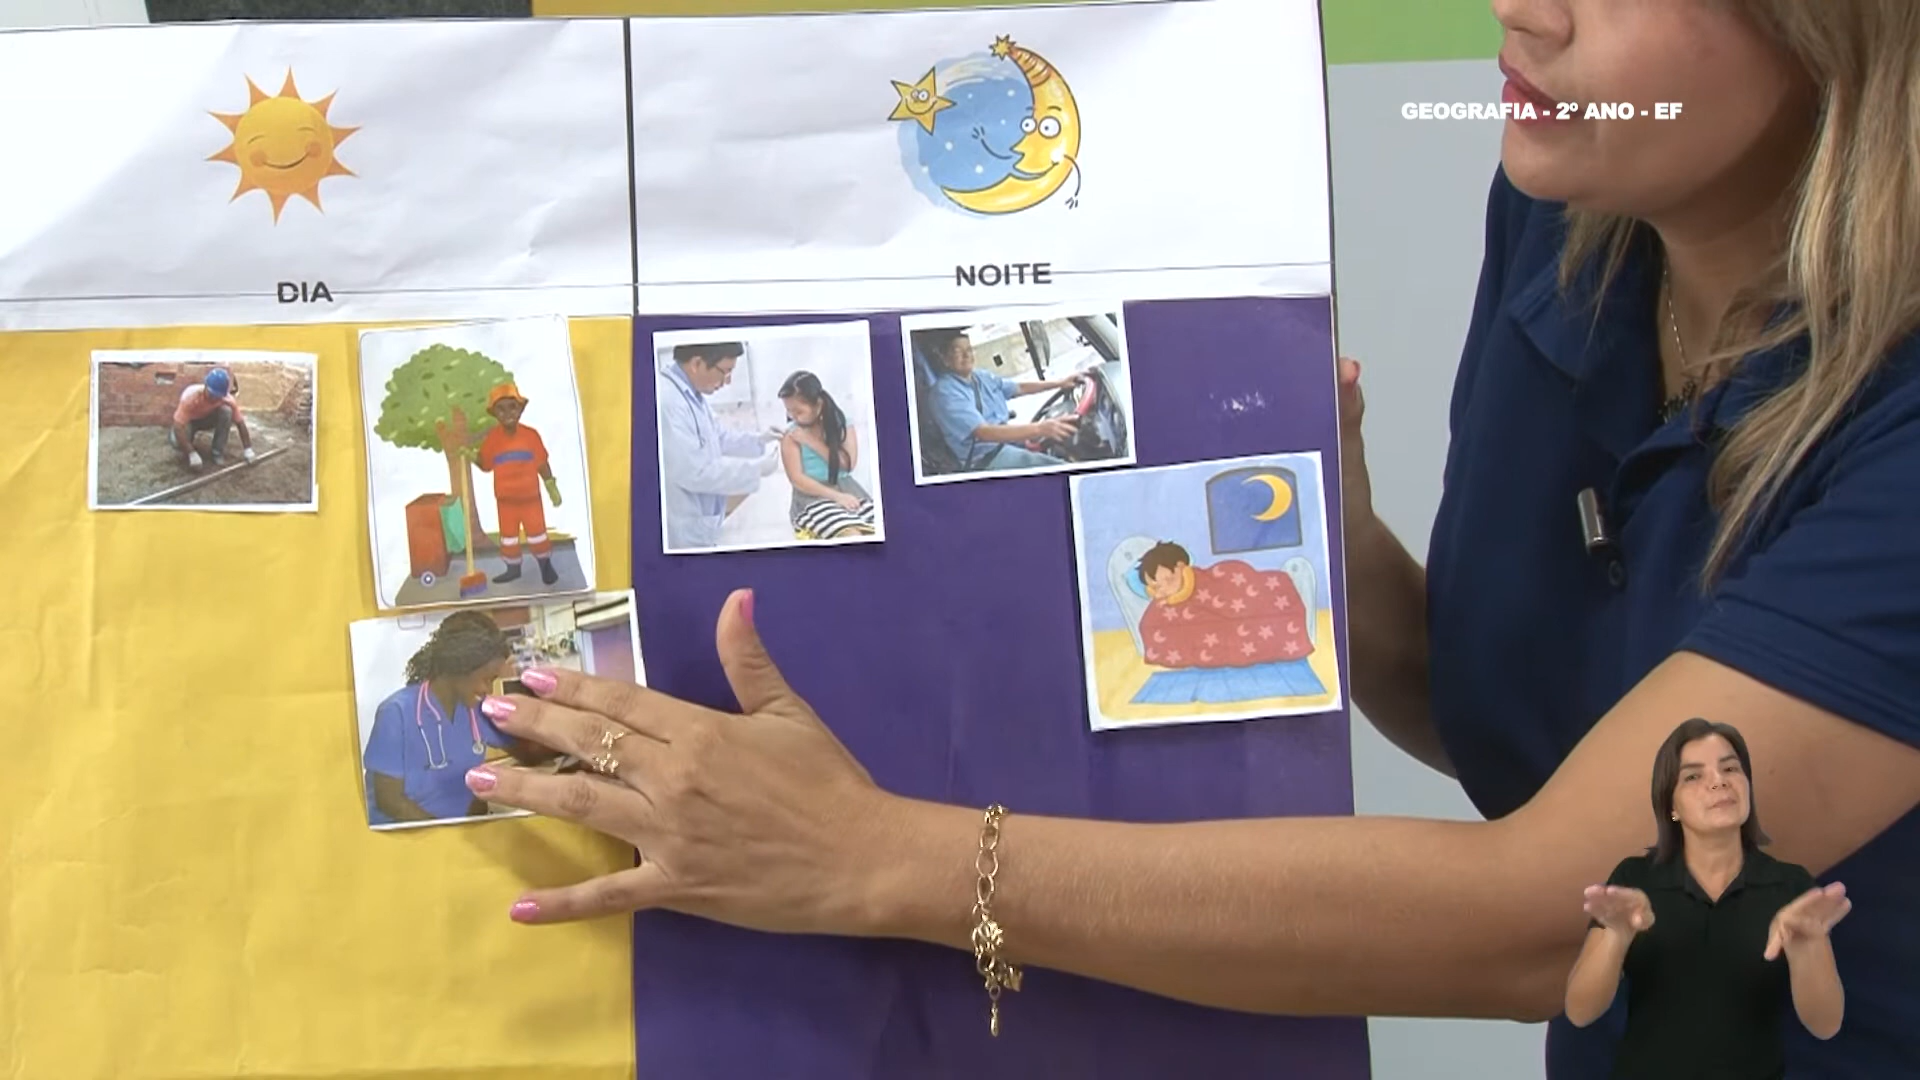 GEOGRAFIA - 2º ANO - EF
DIA
NOITE